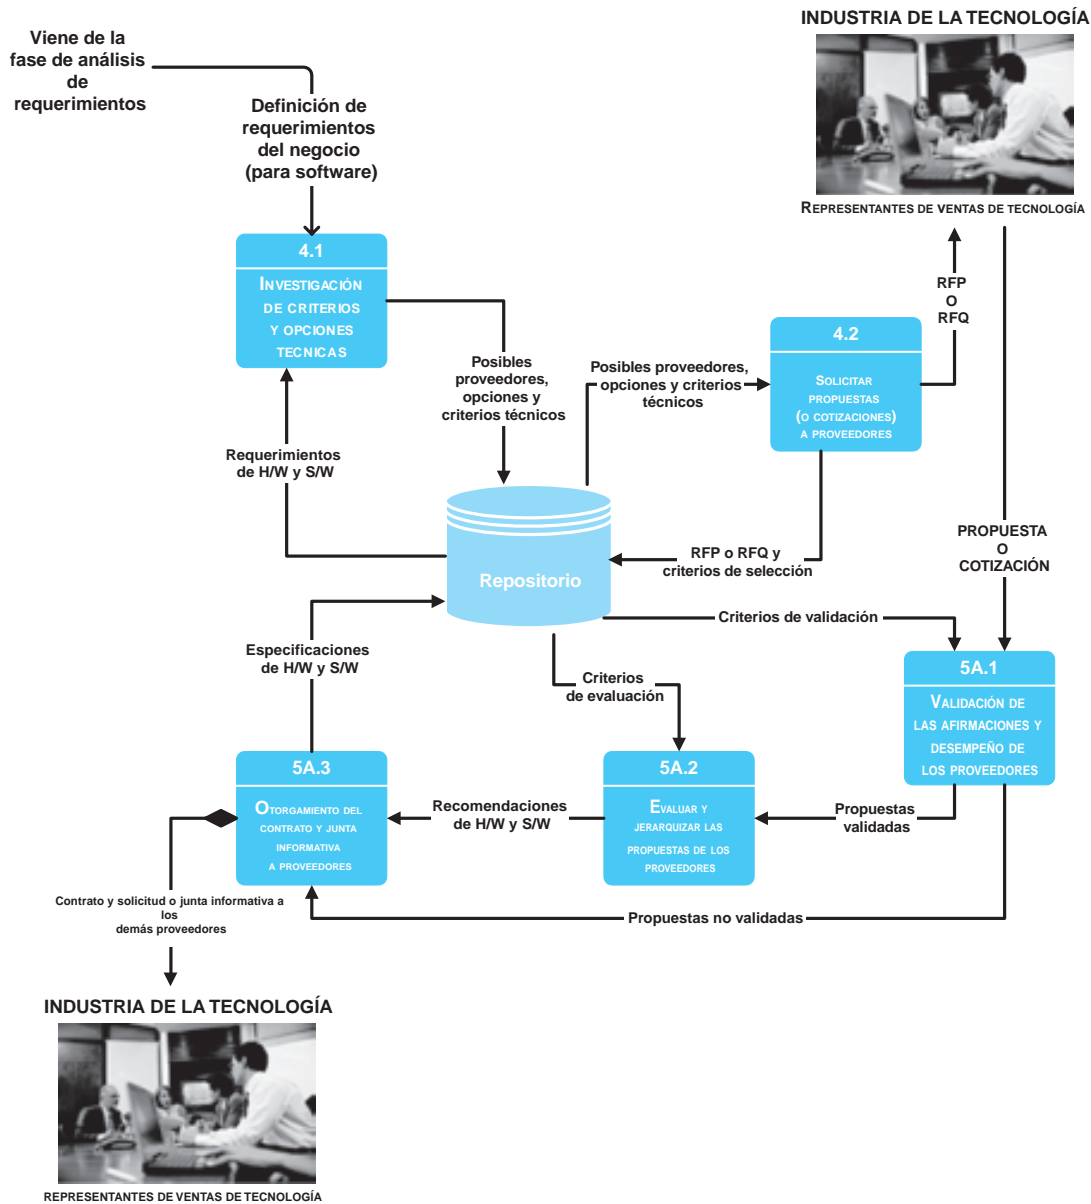 INDUSTRIA DE LA TECNOLOGÍA
Viene de la
fase de análisis
de
requerimientos
Definición de
requerimientos
del negocio
(para software)
REPRESENTANTES DE VENTAS DE TECNOLOGÍA
4.1
INVESTIGACIÓN
DE CRITERIOS
Y OPCIONES
TECNICAS
RFP
O
RFQ
4.2
SOLICITAR
PROPUESTAS
(O COTIZACIONES)
A PROVEEDORES
Posibles
proveedores,
opciones y
criterios técnicos
Posibles proveedores,
opciones y criterios
técnicos
Requerimientos
de H/W y S/W
Repositorio
RFP o RFQ y
criterios de selección
PROPUESTA
O
COTIZACIÓN
Criterios de validación
Especificaciones
de H/W y S/W
Criterios
de evaluación
5A.1
VALIDACIÓN DE
LAS AFIRMACIONES Y
DESEMPEÑO DE
LOS PROVEEDORES
5A.3
OTORGAMIENTO DEL
CONTRATO Y JUNTA
INFORMATIVA
A PROVEEDORES
Recomendaciones
de H/W y S/W
5A.2
EVALUAR Y
JERARQUIZAR LAS
PROPUESTAS DE LOS
PROVEEDORES
Propuestas
validadas
Contrato y solicitud o junta informativa a
los
demás proveedores
Propuestas no validadas
INDUSTRIA DE LA TECNOLOGÍA
REPRESENTANTES DE VENTAS DE TECNOLOGÍA